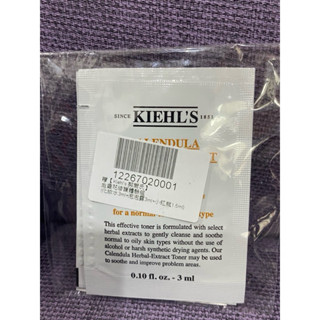 SINCE KIEHL'S 1851
CALENDULA
12267020001
for a normal type
This effective toner is formulated with select
herbal extracts to gently cleanse and soothe
normal to oily skin types without the use of
alcohol or harsh synthetic drying agents. Our
Calendula Herbal-Extract Toner may be used
to soothe and improve problem areas.
0.10 fl. oz. - 3 ml